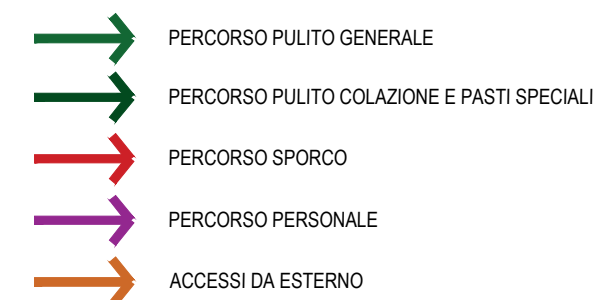 PERCORSO PULITO GENERALE
PERCORSO PULITO COLAZIONE E PASTI SPECIALI
PERCORSO SPORCO
PERCORSO PERSONALE
ACCESSI DA ESTERNO